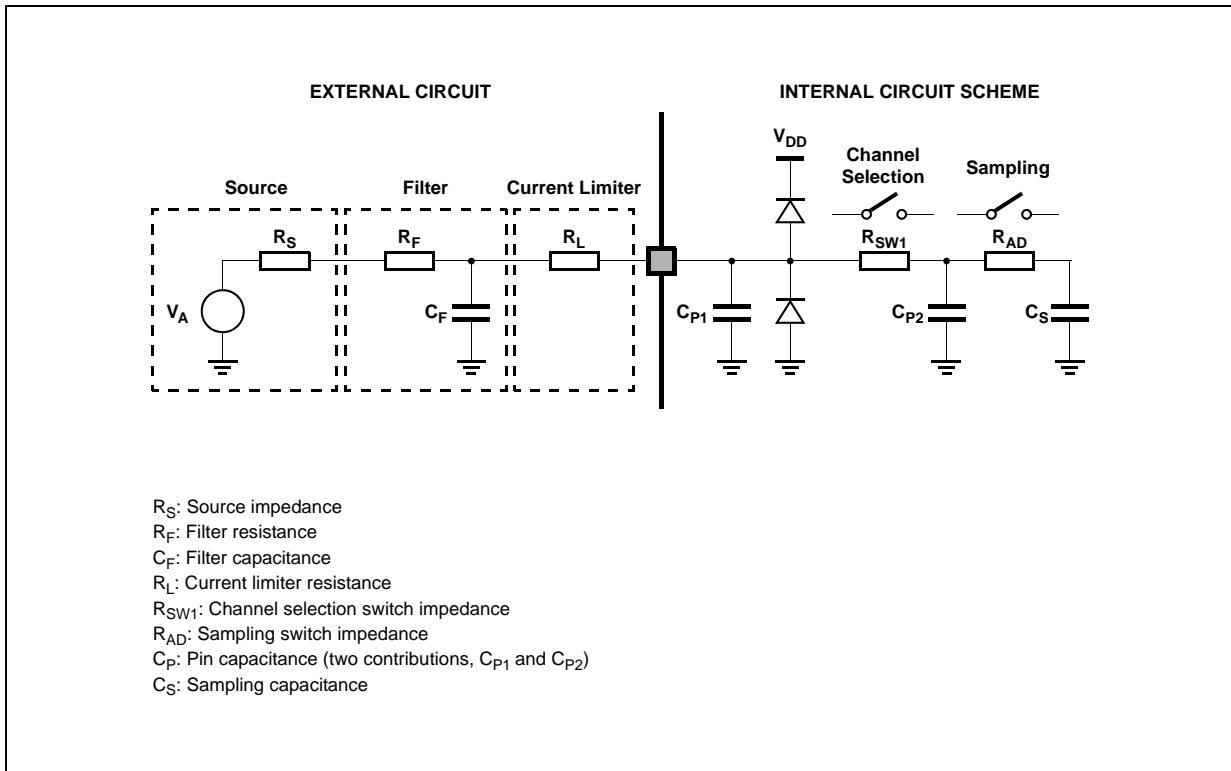 EXTERNAL CIRCUIT
INTERNAL CIRCUIT SCHEME
VDD
Channel
Selection
Sampling
Source
Filter
Current Limiter
RS
RF
RL
RSW1
RAD
VA
CF
CP1
CP2
CS
RS: Source impedance
RF: Filter resistance
CF: Filter capacitance
RL: Current limiter resistance
RSW1: Channel selection switch impedance
RAD: Sampling switch impedance
CP: Pin capacitance (two contributions, CP1 and CP2)
CS: Sampling capacitance